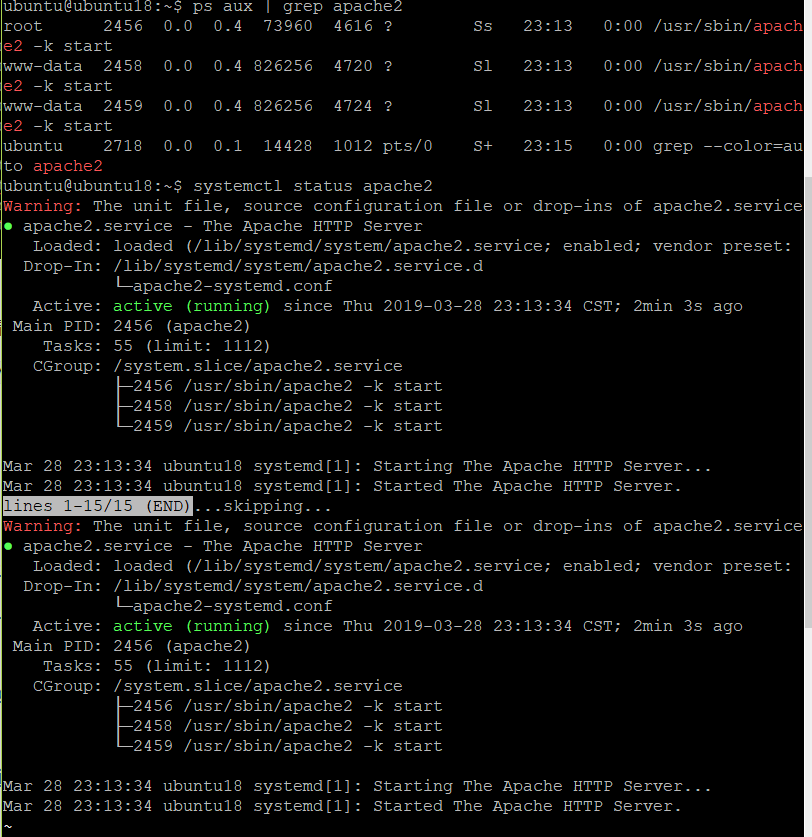 ubuntu@ubuntu18:~$ ps aux | grep apache2
root      2456  0.0  0.4  73960  4616 ?        Ss   23:13   0:00 /usr/sbin/apach
e2 -k start
www-data  2458  0.0  0.4 826256  4720 ?        Sl   23:13   0:00 /usr/sbin/apach
e2 -k start
www-data  2459  0.0  0.4 826256  4724 ?        Sl   23:13   0:00 /usr/sbin/apach
e2 -k start
ubuntu    2718  0.0  0.1  14428  1012 pts/0    S+   23:15   0:00 grep --color=au
to apache2
ubuntu@ubuntu18:~$ systemctl status apache2
Warning: The unit file, source configuration file or drop-ins of apache2.service
● apache2.service - The Apache HTTP Server
   Loaded: loaded (/lib/systemd/system/apache2.service; enabled; vendor preset:
  Drop-In: /lib/systemd/system/apache2.service.d
           └─apache2-systemd.conf
   Active: active (running) since Thu 2019-03-28 23:13:34 CST; 2min 3s ago
 Main PID: 2456 (apache2)
    Tasks: 55 (limit: 1112)
   CGroup: /system.slice/apache2.service
           ├─2456 /usr/sbin/apache2 -k start
           ├─2458 /usr/sbin/apache2 -k start
           └─2459 /usr/sbin/apache2 -k start

Mar 28 23:13:34 ubuntu18 systemd[1]: Starting The Apache HTTP Server...
Mar 28 23:13:34 ubuntu18 systemd[1]: Started The Apache HTTP Server.
lines 1-15/15 (END)...skipping...
Warning: The unit file, source configuration file or drop-ins of apache2.service
● apache2.service - The Apache HTTP Server
   Loaded: loaded (/lib/systemd/system/apache2.service; enabled; vendor preset:
  Drop-In: /lib/systemd/system/apache2.service.d
           └─apache2-systemd.conf
   Active: active (running) since Thu 2019-03-28 23:13:34 CST; 2min 3s ago
 Main PID: 2456 (apache2)
    Tasks: 55 (limit: 1112)
   CGroup: /system.slice/apache2.service
           ├─2456 /usr/sbin/apache2 -k start
           ├─2458 /usr/sbin/apache2 -k start
           └─2459 /usr/sbin/apache2 -k start

Mar 28 23:13:34 ubuntu18 systemd[1]: Starting The Apache HTTP Server...
Mar 28 23:13:34 ubuntu18 systemd[1]: Started The Apache HTTP Server.
~